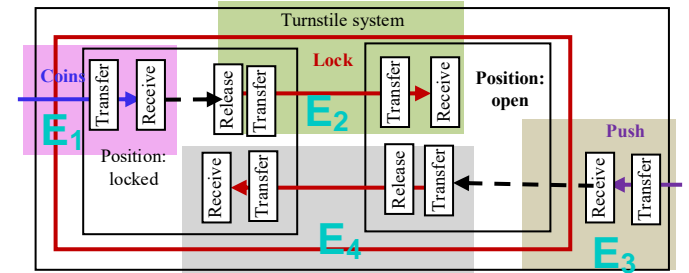 Turnstile system
Coins
Transfer
Receive
Release
Transfer
Lock
Transfer
Receive
Position:
open
E1
E2
Position:
locked
Push
Receive
Transfer
Release
Transfer
Receive
Transfer
E4
E3